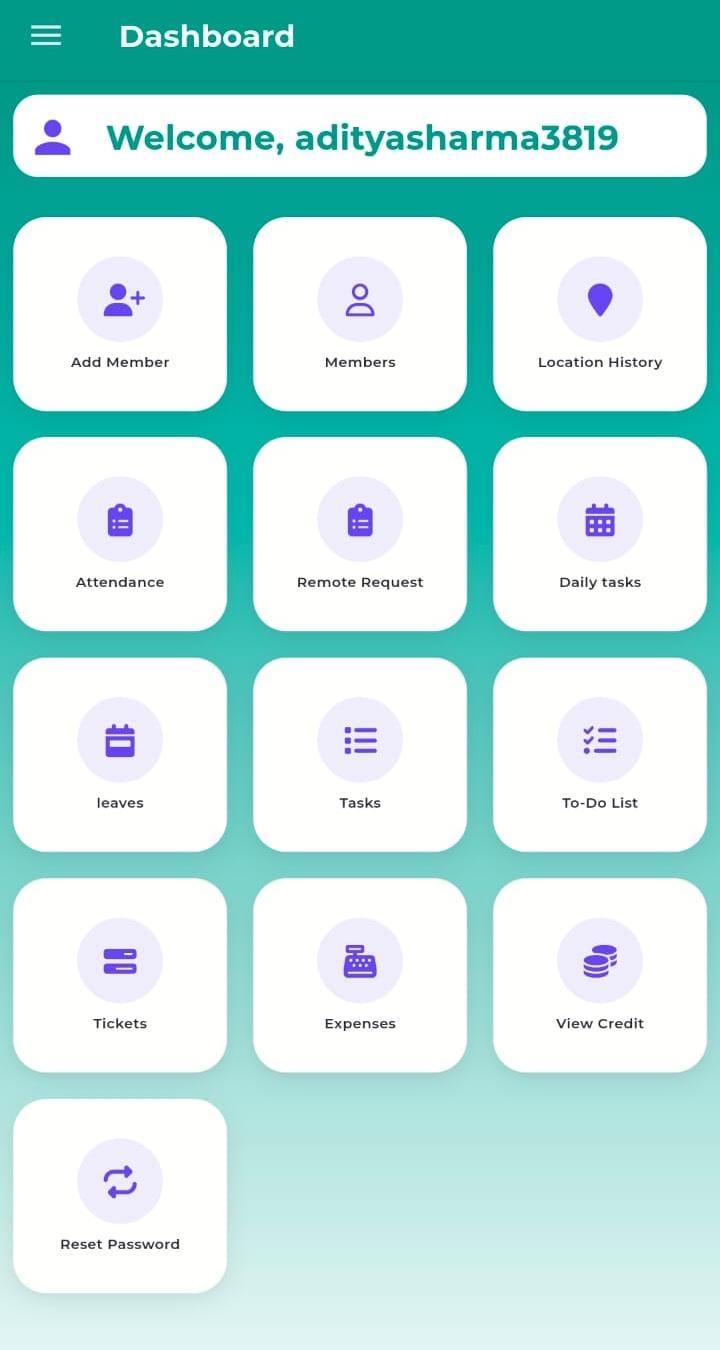 Dashboard
Welcome, adityasharma3819
Add Member
Members
Location History
Attendance
Remote Request
Daily tasks
leaves
Tasks
To-Do List
Tickets
Expenses
View Credit
Reset Password